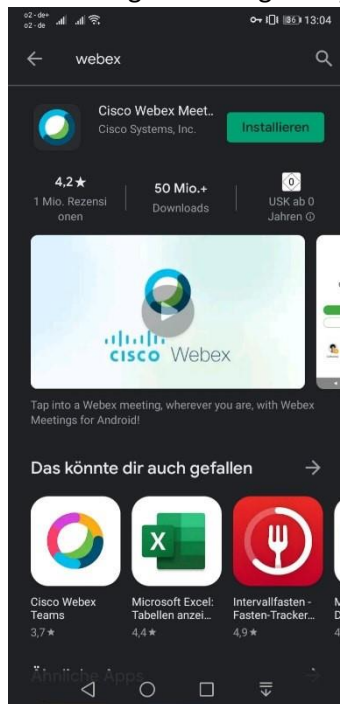 o2-de+
o2-de
86
13:04
webex
Cisco Webex Meet..
Cisco Systems, Inc.
Installieren
4,2★
1 Mio. Rezensi
onen
50 Mio.+
Downloads
0
USK ab 0
Jahren
Cisco Webex
Tap into a Webex meeting, wherever you are, with Webex
Meetings for Android!
Das könnte dir auch gefallen
X
Cisco Webex
Teams
3,7★
Microsoft Excel:
Tabellen anzei...
4,4★
Intervallfasten -
Fasten-Tracker...
4,9★
Ähnliche Apps